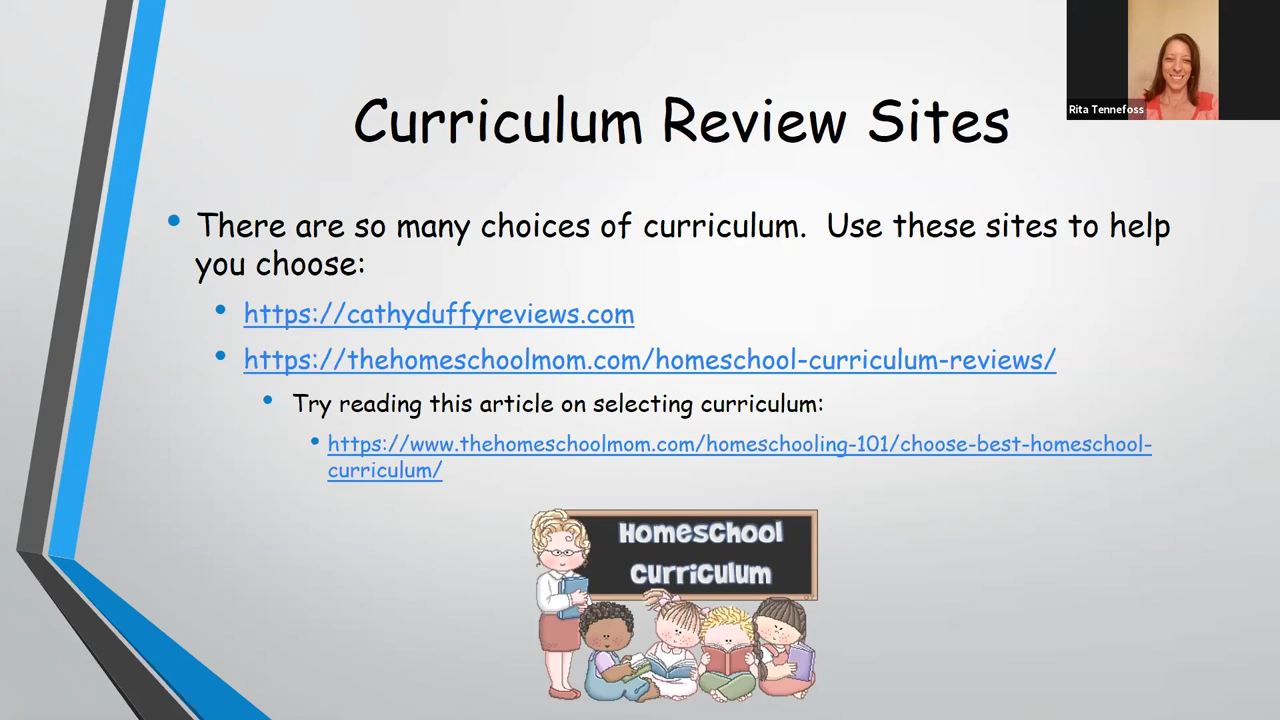 Rita Tennefoss
Curriculum Review Sites
There are so many choices of curriculum. Use these sites to help
you choose:
https://cathyduffyreviews.com
https://thehomeschoolmom.com/homeschool-curriculum-reviews/
Try reading this article on selecting curriculum:
https://www.thehomeschoolmom.com/homeschooling-101/choose-best-homeschool-
curriculum/
Homeschool
Curriculum